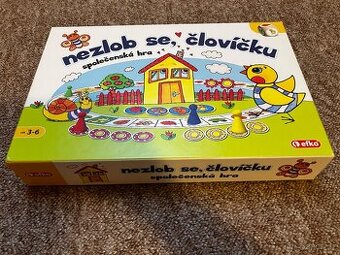 nezlob se, človíčku
společenská hra
3-6
efko
efko
nezlob se, človíčku
společenská hra